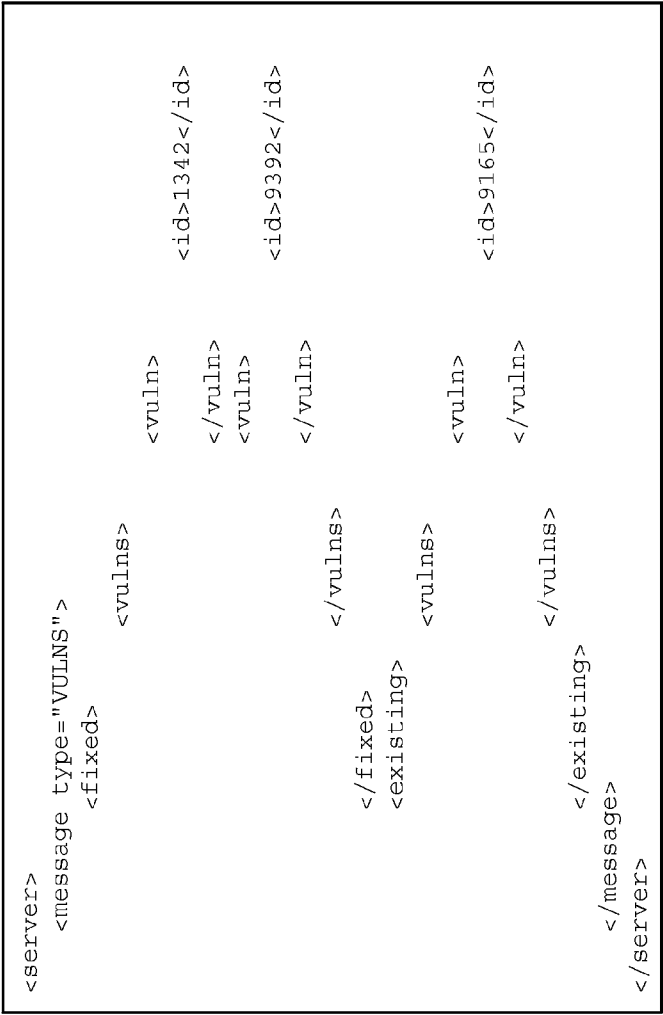 <server>
<message type="VULNS">
<fixed>
<vulns>
<vuln>
<id>1342</id>
</vuln>
<vuln>
<id>9392</id>
</vuln>
</vulns>
</fixed>
<existing>
<vulns>
<vuln>
<id>9165</id>
</vuln>
</vulns>
</existing>
</message>
</server>